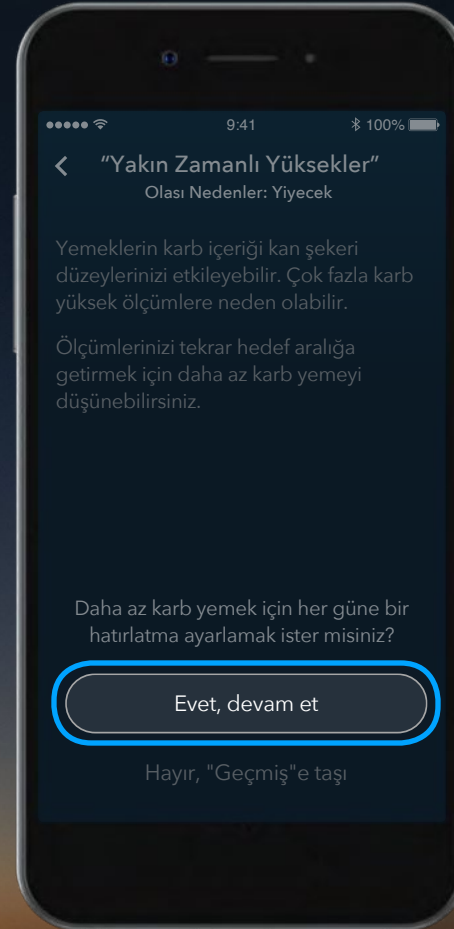 9:41
100%
“Yakın Zamanlı Yüksekler”
Olası Nedenler: Yiyecek
Yemeklerin karb içeriği kan şekeri
düzeylerinizi etkileyebilir. Çok fazla karb
yüksek ölçümlere neden olabilir.
Ölçümlerinizi tekrar hedef aralığa
getirmek için daha az karb yemeyi
düşünebilirsiniz.
Daha az karb yemek için her güne bir
hatırlatma ayarlamak ister misiniz?
Evet, devam et
Hayır, "Geçmiş"e taşı